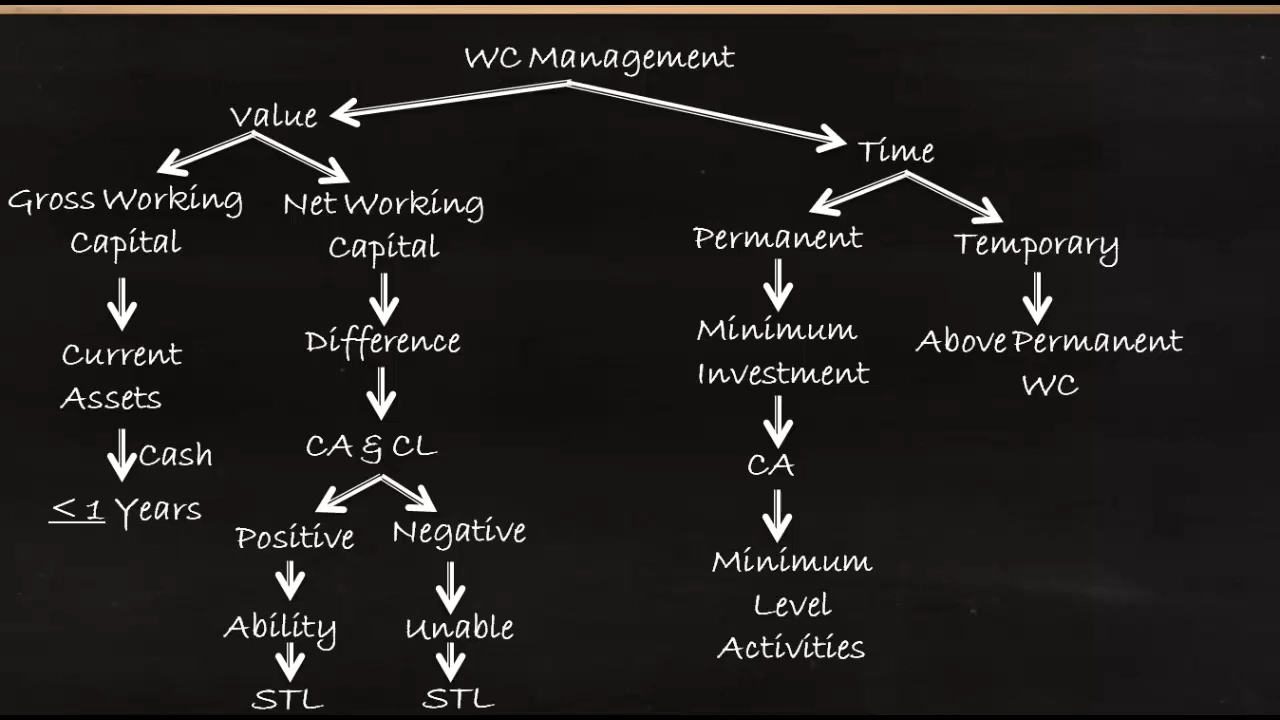 WC Management
Value
Time
Gross Working
Capital
Net Working
Capital
Permanent
Temporary
Current
Assets
Difference
Minimum
Investment
Above Permanent
WC
Cash
< 1 Years
CA & CL
CA
Positive
Negative
Minimum
Level
Activities
Ability
Unable
STL
STL